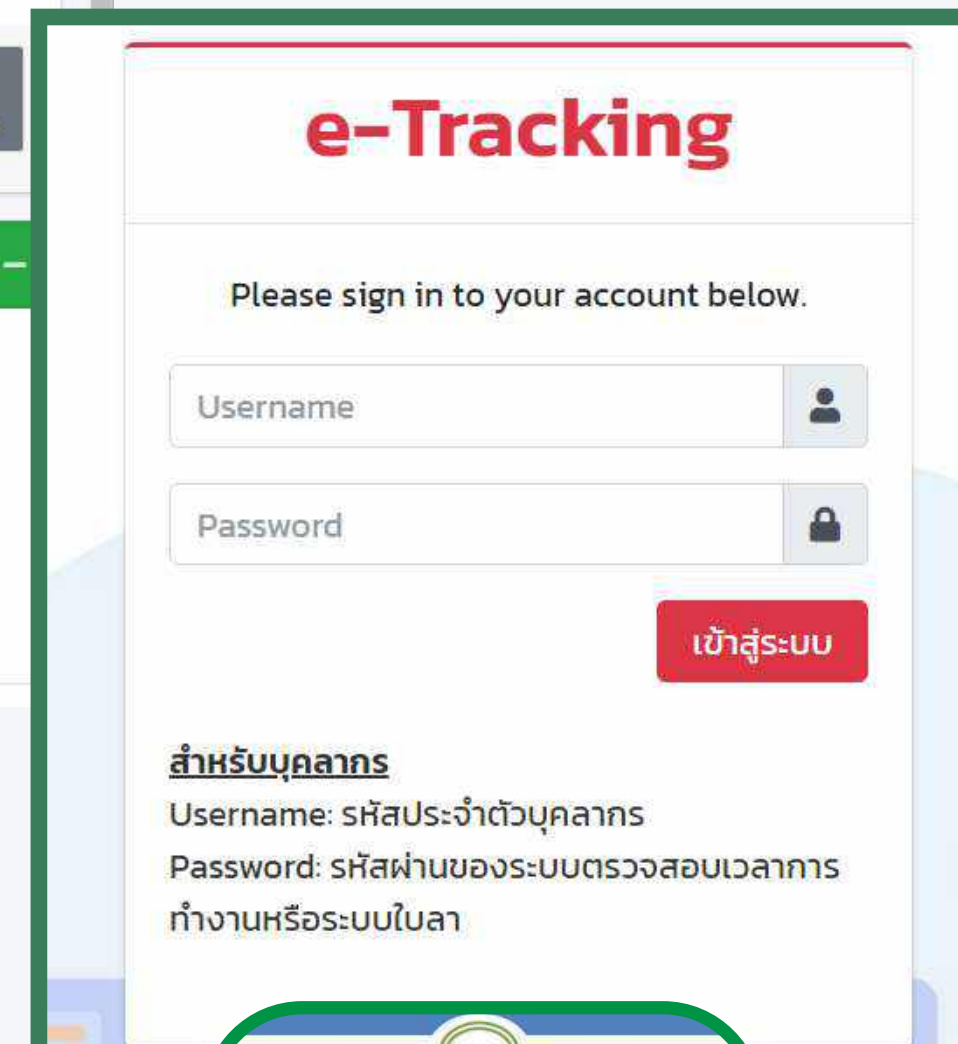 e-Tracking
Please sign in to your account below.
Username
Password
เข้าสู่ระบบ
สำหรับบุคลากร
Username: รหัสประจำตัวบุคลากร
Password: รหัสผ่านของระบบตรวจสอบเวลาการ
ทำงานหรือระบบใบลา